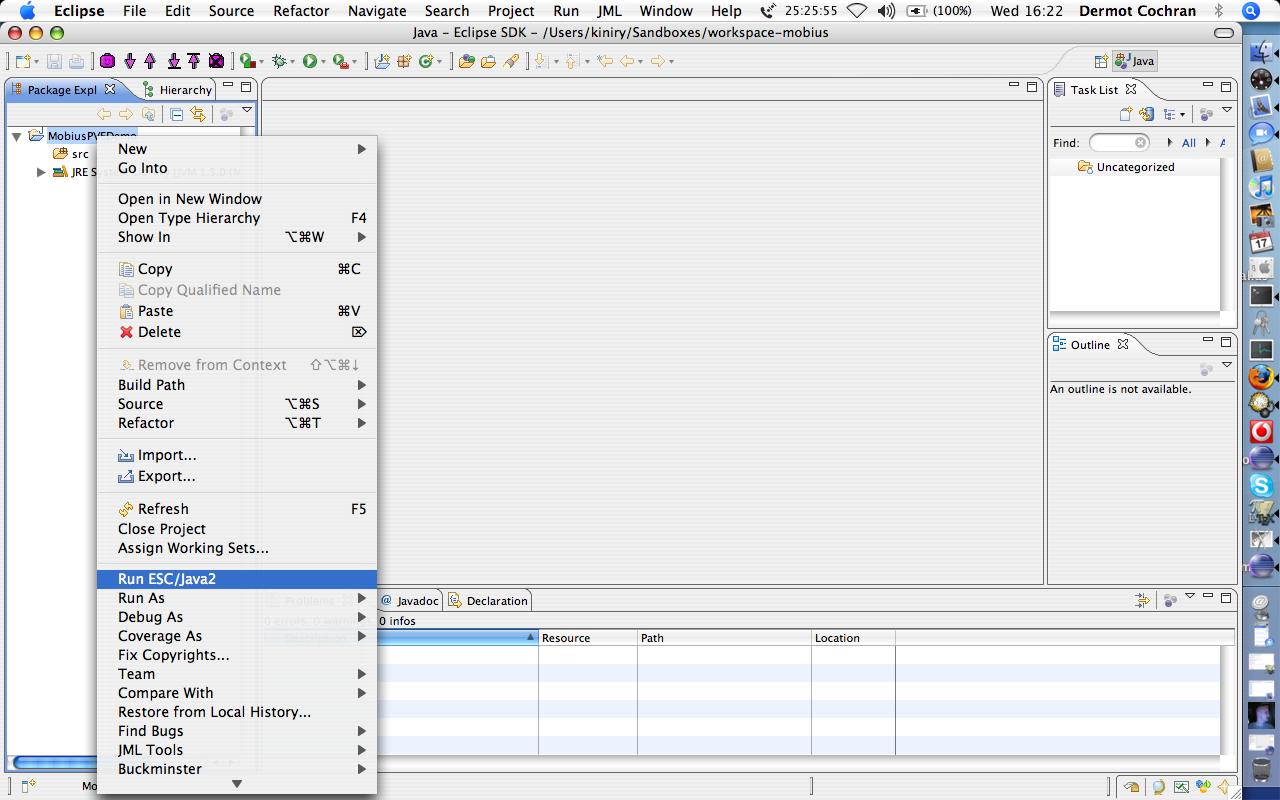 Eclipse File Edit Source Refactor Navigate Search Project Run JML Window Help 25:25:55 (100%) Wed 16:22 Dermot Cochran
Java – Eclipse SDK – /Users/kiniry/Sandboxes/workspace-mobius
Java
Package Expl Hierarchy
Task List
Find: All
Uncategorized
MobiusPVEDemo
src
JRE
New
Go Into
Open in New Window
Open Type Hierarchy F4
Show In ⌥⌘W
Copy ⌘C
Copy Qualified Name
Paste ⌘V
Delete ⌦
Remove from Context ⇧⌥⌘↓
Build Path
Source ⌥⌘S
Refactor ⌥⌘T
Import...
Export...
Refresh F5
Close Project
Assign Working Sets...
Run ESC/Java2
Run As
Debug As
Coverage As
Fix Copyrights...
Team
Compare With
Restore from Local History...
Find Bugs
JML Tools
Buckminster
Outline
An outline is not available.
Problems Javadoc Declaration
0 errors, 0 warnings, 0 infos
Description Resource Path Location
17